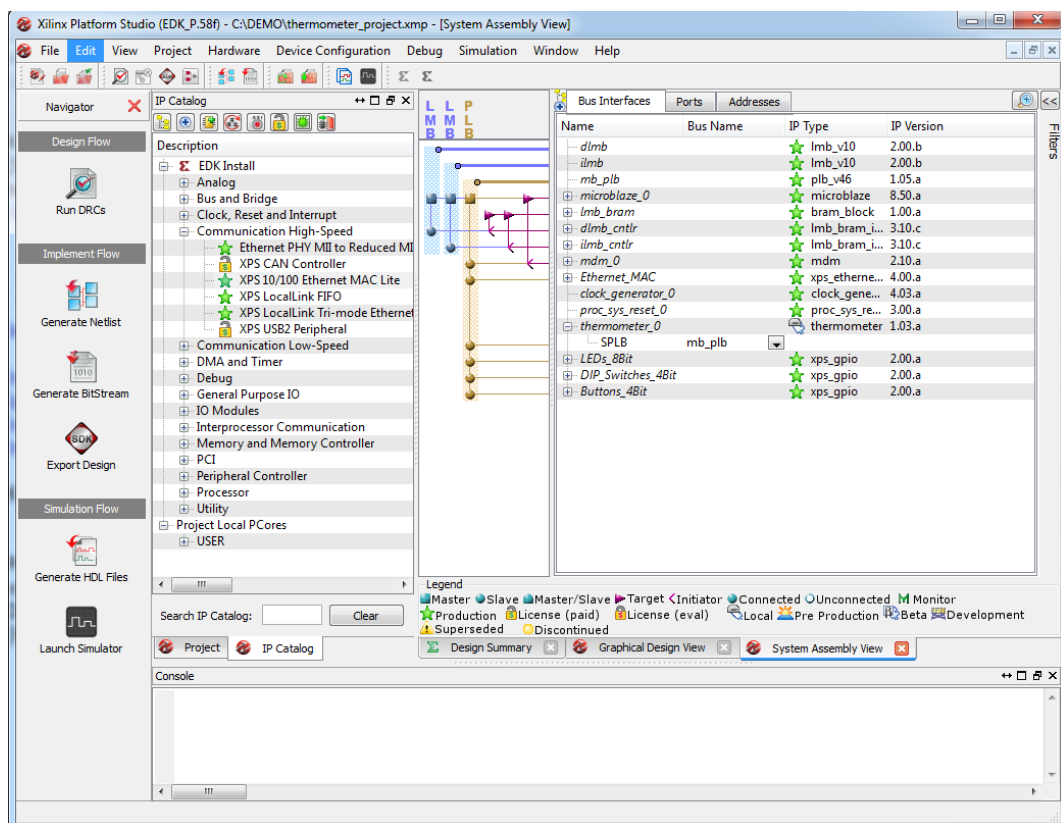 Xilinx Platform Studio (EDK_P.58f) - C:\DEMO\thermometer_project.xmp - [System Assembly View]
File Edit View Project Hardware Device Configuration Debug Simulation Window Help
Navigator
Design Flow
Run DRCs
Implement Flow
Generate Netlist
1010
Generate BitStream
SDK
Export Design
Simulation Flow
Generate HDL Files
Launch Simulator
IP Catalog
Description
EDK Install
Analog
Bus and Bridge
Clock, Reset and Interrupt
Communication High-Speed
Ethernet PHY MII to Reduced MI
XPS CAN Controller
XPS 10/100 Ethernet MAC Lite
XPS LocalLink FIFO
XPS LocalLink Tri-mode Ethernet
XPS USB2 Peripheral
Communication Low-Speed
DMA and Timer
Debug
General Purpose IO
IO Modules
Interprocessor Communication
Memory and Memory Controller
PCI
Peripheral Controller
Processor
Utility
Project Local PCores
USER
Search IP Catalog: Clear
Project IP Catalog
L L P
M M L
B B B
Bus Interfaces Ports Addresses
<<
Filters
Name Bus Name IP Type IP Version
dlmb lmb_v10 2.00.b
ilmb lmb_v10 2.00.b
mb_plb plb_v46 1.05.a
microblaze_0 microblaze 8.50.a
lmb_bram bram_block 1.00.a
dlmb_cntlr lmb_bram_i... 3.10.c
ilmb_cntlr lmb_bram_i... 3.10.c
mdm_0 mdm 2.10.a
Ethernet_MAC xps_etherne... 4.00.a
clock_generator_0 clock_gene... 4.03.a
proc_sys_reset_0 proc_sys_re... 3.00.a
thermometer_0 thermometer 1.03.a
SPLB mb_plb
LEDs_8Bit xps_gpio 2.00.a
DIP_Switches_4Bit xps_gpio 2.00.a
Buttons_4Bit xps_gpio 2.00.a
Legend
Master Slave Master/Slave Target Initiator Connected Unconnected M Monitor
Production License (paid) License (eval) Local Pre Production Beta Development
Superseded Discontinued
Design Summary Graphical Design View System Assembly View
Console